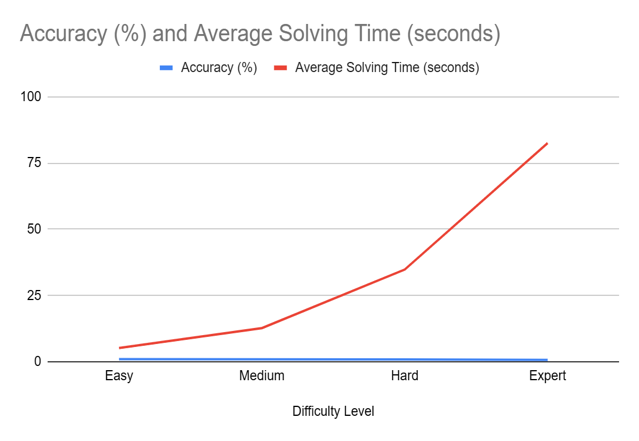 Accuracy (%) and Average Solving Time (seconds)
Accuracy (%) Average Solving Time (seconds)
100
75
50
25
0
Easy Medium Hard Expert
Difficulty Level